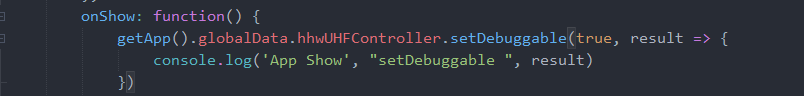 onShow: function() {
getApp().globalData.hhwUHFController.setDebuggable(true, result => {
console.log('App Show', "setDebuggable ", result)
})